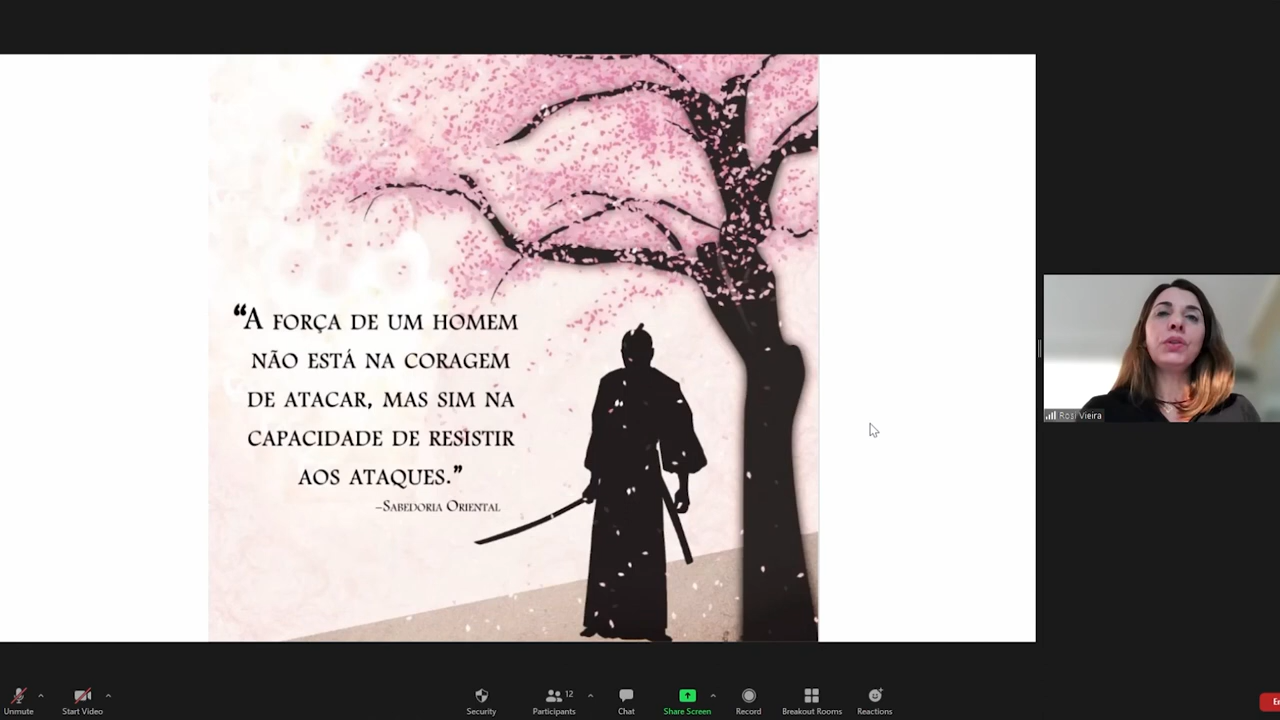 “A FORÇA DE UM HOMEM
NÃO ESTÁ NA CORAGEM
DE ATACAR, MAS SIM NA
CAPACIDADE DE RESISTIR
AOS ATAQUES.”
–SABEDORIA ORIENTAL
Rosi Vieira
Unmute
Start Video
Security
Participants
12
Chat
Share Screen
Record
Breakout Rooms
Reactions